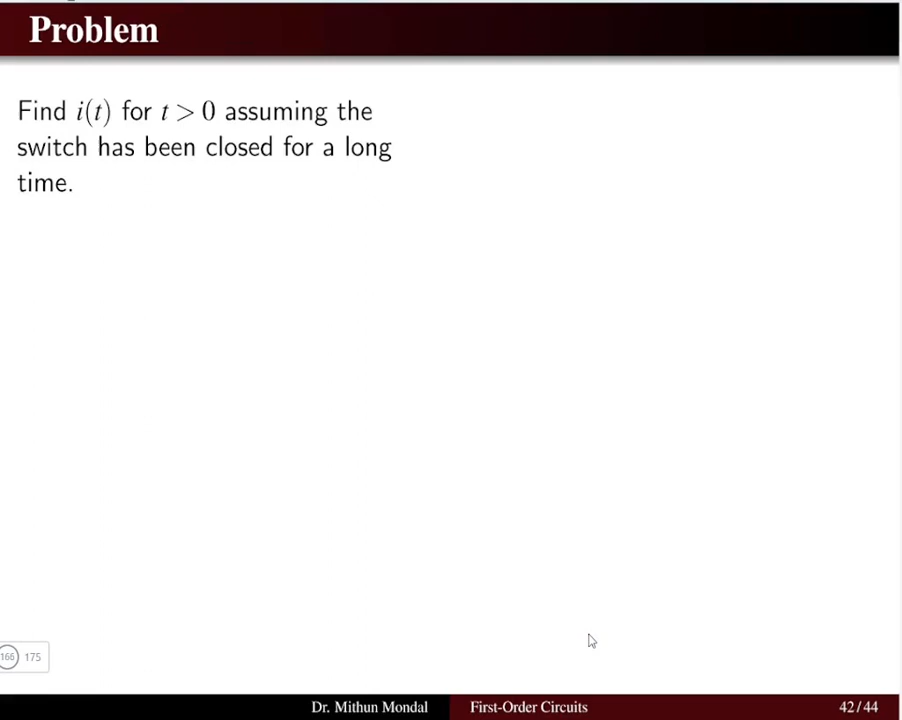 Problem
Find i(t) for t > 0 assuming the
switch has been closed for a long
time.
166 175
Dr. Mithun Mondal First-Order Circuits 42 / 44